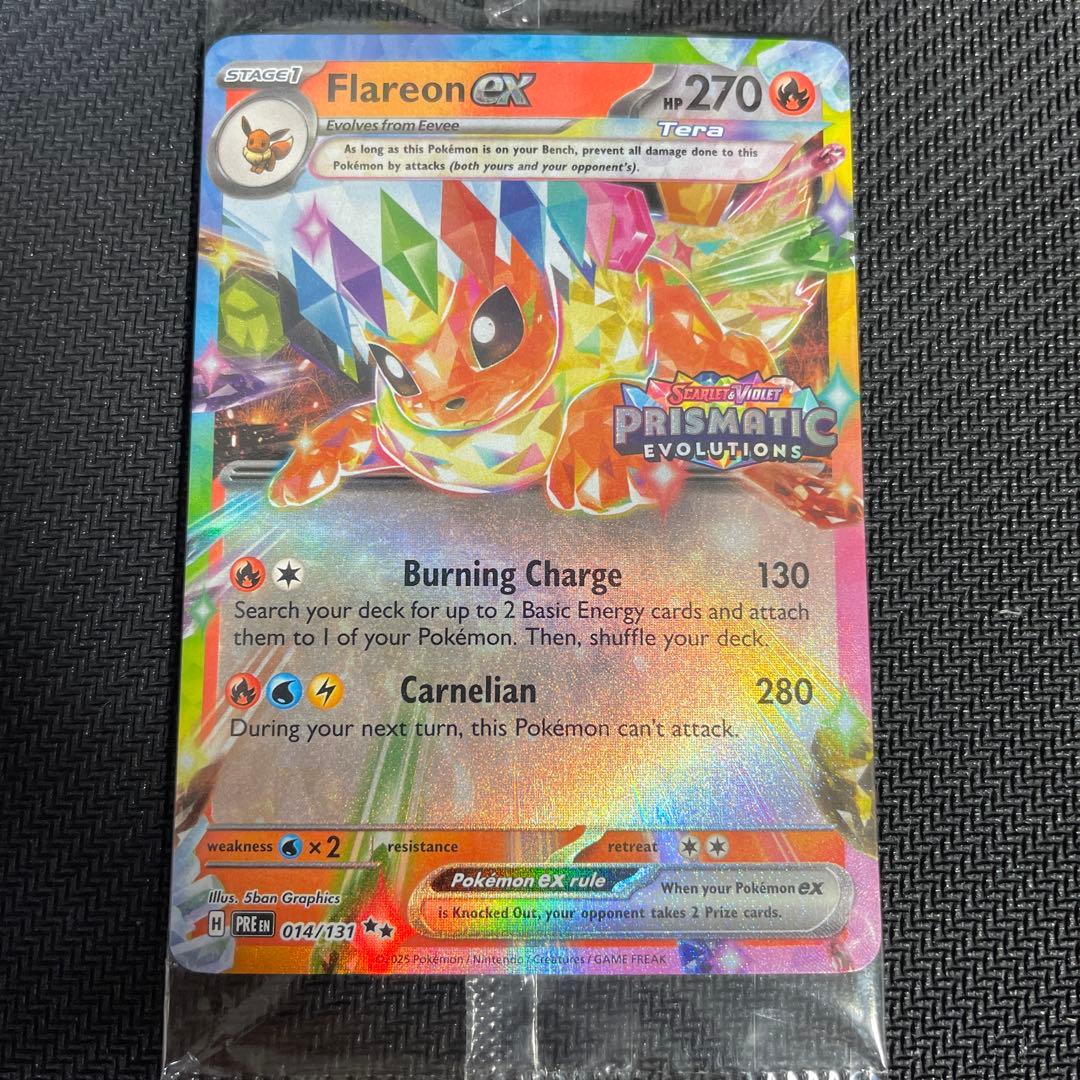 STAGE1
Flareon ex
HP 270
Evolves from Eevee
Tera
As long as this Pokémon is on your Bench, prevent all damage done to this
Pokémon by attacks (both yours and your opponent's).
SCARLET & VIOLET
PRISMATIC
EVOLUTIONS
Burning Charge 130
Search your deck for up to 2 Basic Energy cards and attach
them to 1 of your Pokémon. Then, shuffle your deck.
Carnelian 280
During your next turn, this Pokémon can't attack.
weakness ×2 resistance retreat
Pokémon ex rule
When your Pokémon ex
is Knocked Out, your opponent takes 2 Prize cards.
Illus. 5ban Graphics
H PRE EN 014/131
©2025 Pokémon / Nintendo / Creatures / GAME FREAK